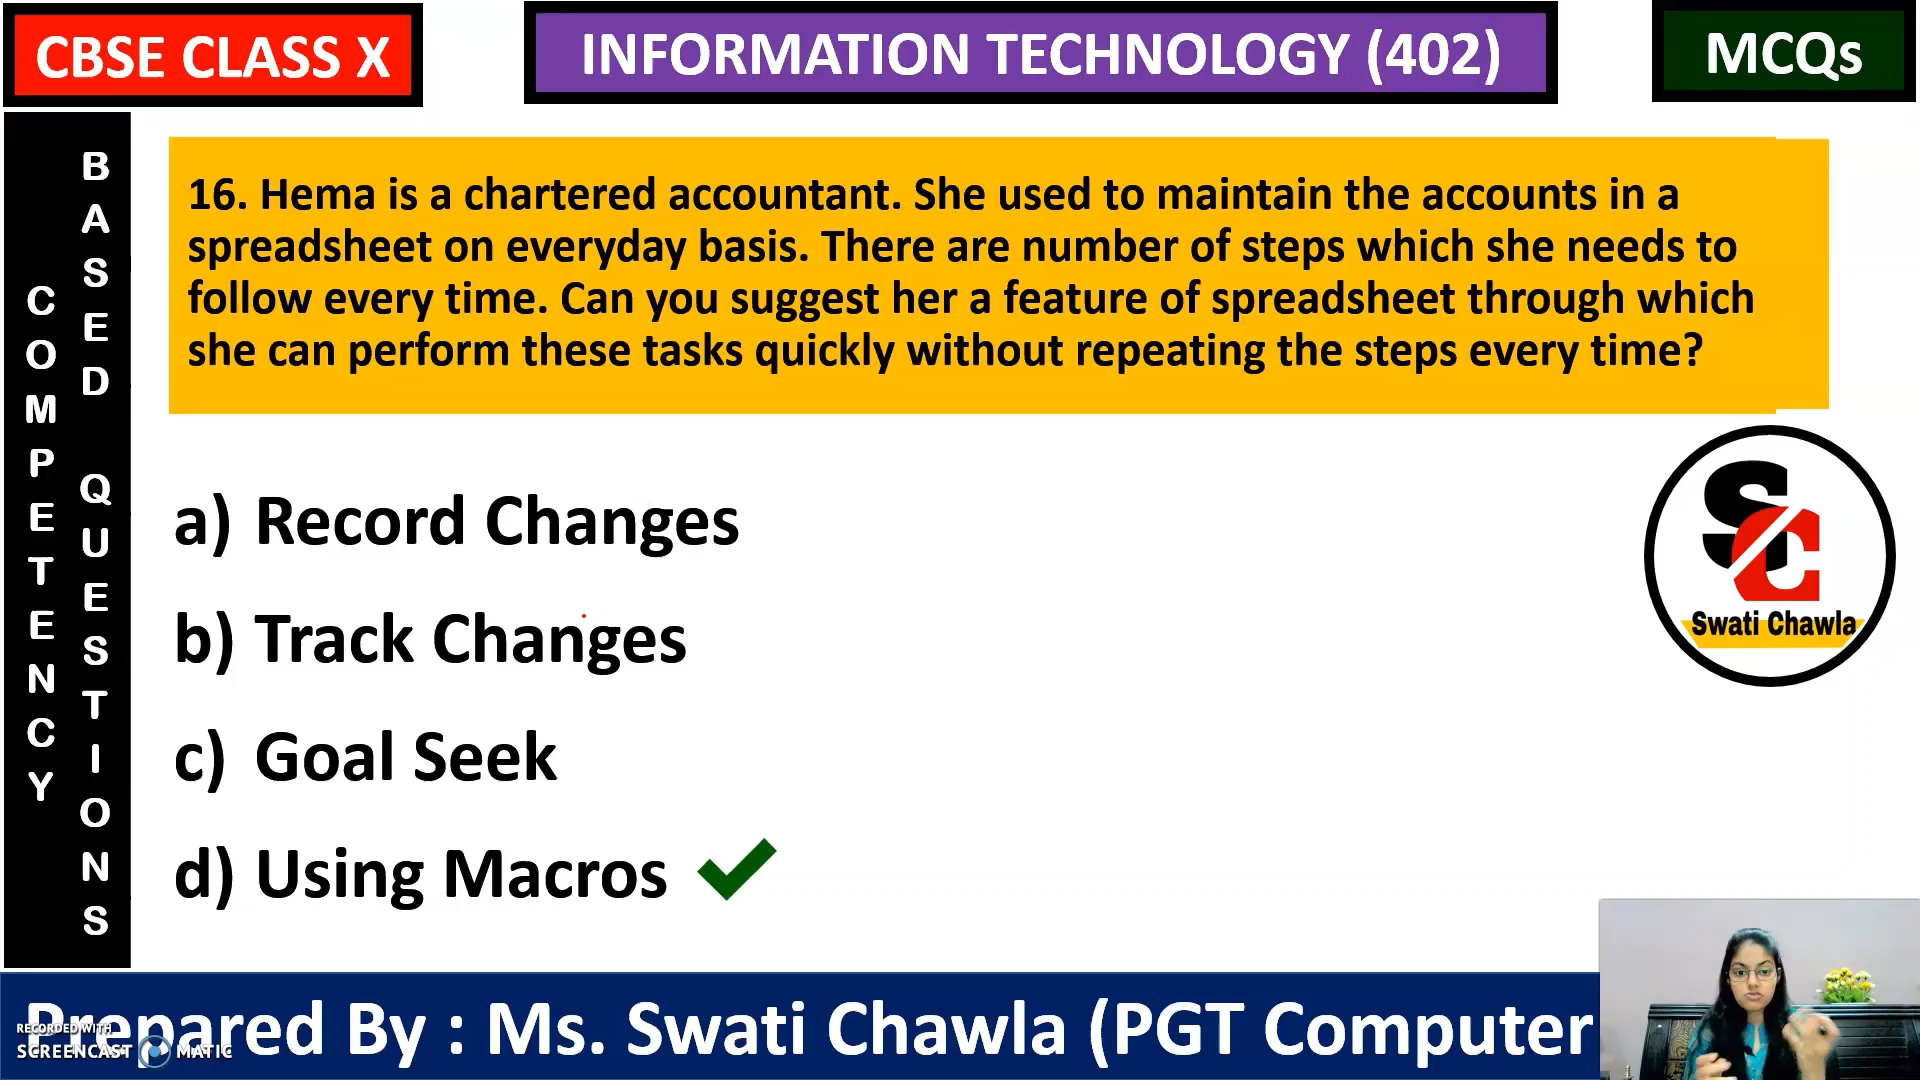 CBSE CLASS X
INFORMATION TECHNOLOGY (402)
MCQs
COMPETENCY
BASED QUESTIONS
16. Hema is a chartered accountant. She used to maintain the accounts in a
spreadsheet on everyday basis. There are number of steps which she needs to
follow every time. Can you suggest her a feature of spreadsheet through which
she can perform these tasks quickly without repeating the steps every time?
a) Record Changes
b) Track Changes
c) Goal Seek
d) Using Macros
SC
Swati Chawla
Prepared By : Ms. Swati Chawla (PGT Computer
RECORDED WITH
SCREENCAST MATIC